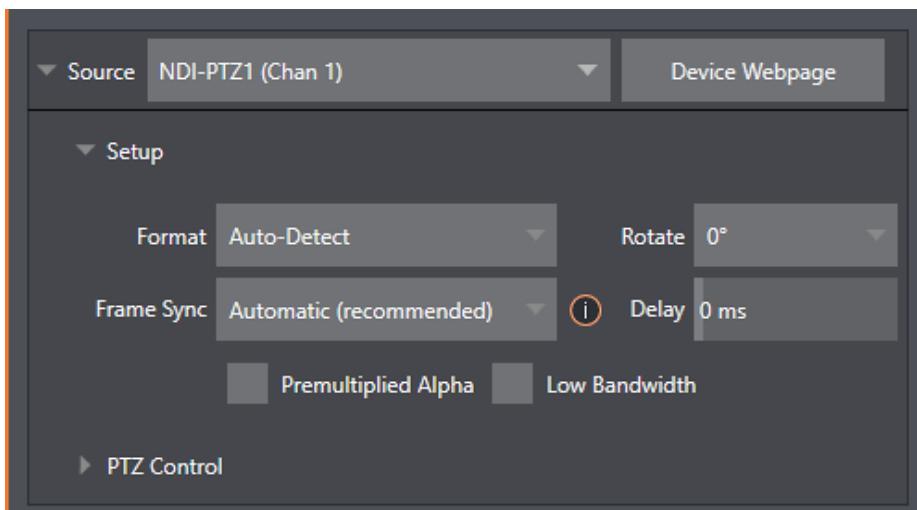 Source NDI-PTZ1 (Chan 1) Device Webpage
Setup
Format Auto-Detect Rotate 0°
Frame Sync Automatic (recommended) i Delay 0 ms
Premultiplied Alpha Low Bandwidth
PTZ Control